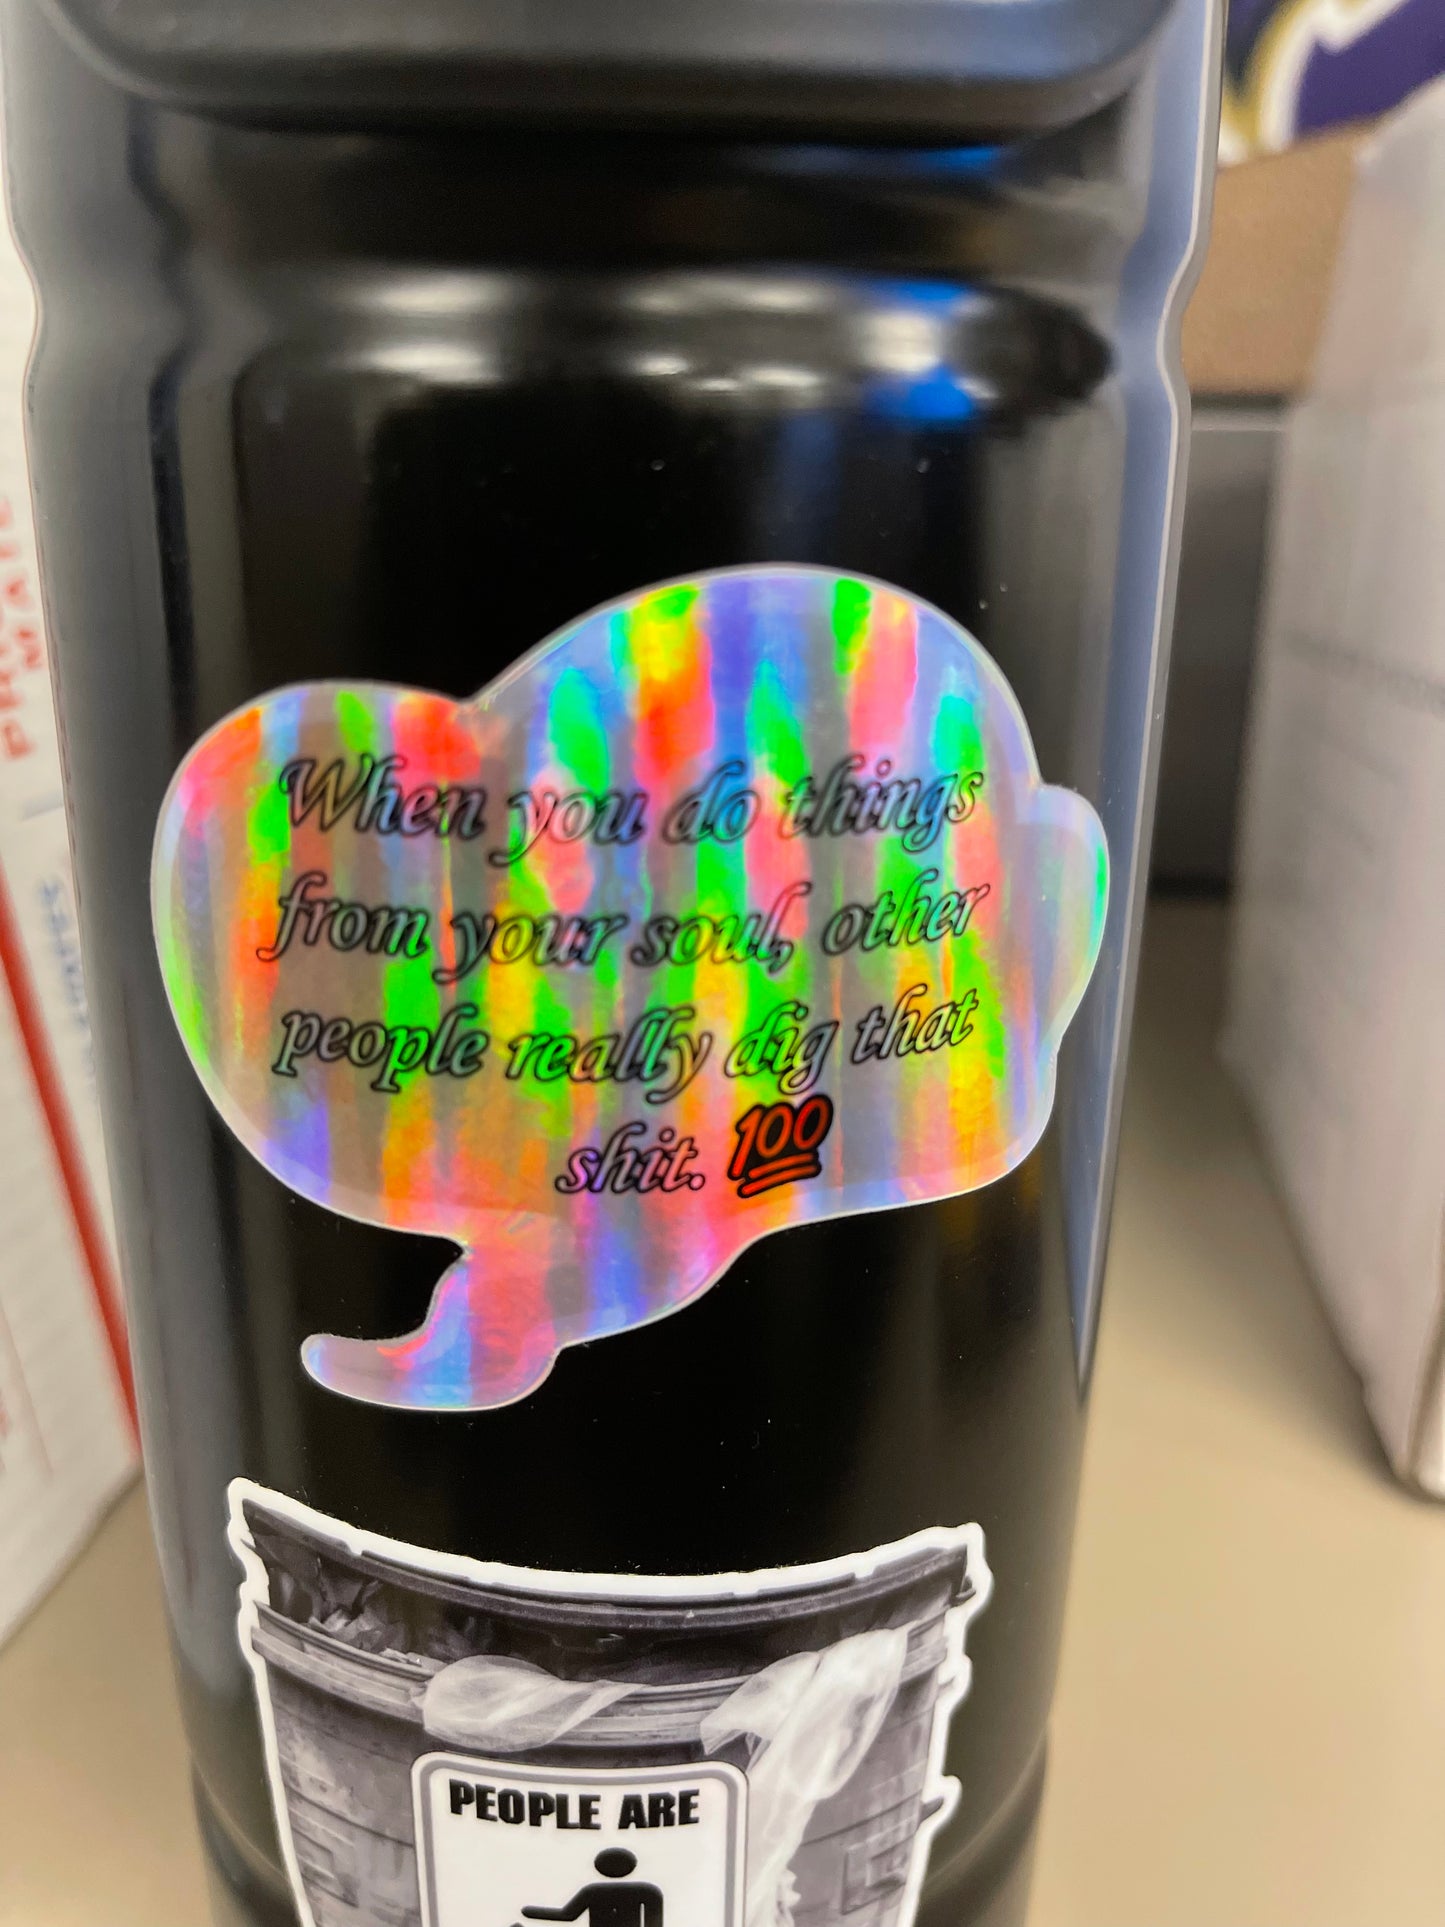 When you do things
from your soul, other
people really dig that
shit. 💯
PEOPLE ARE